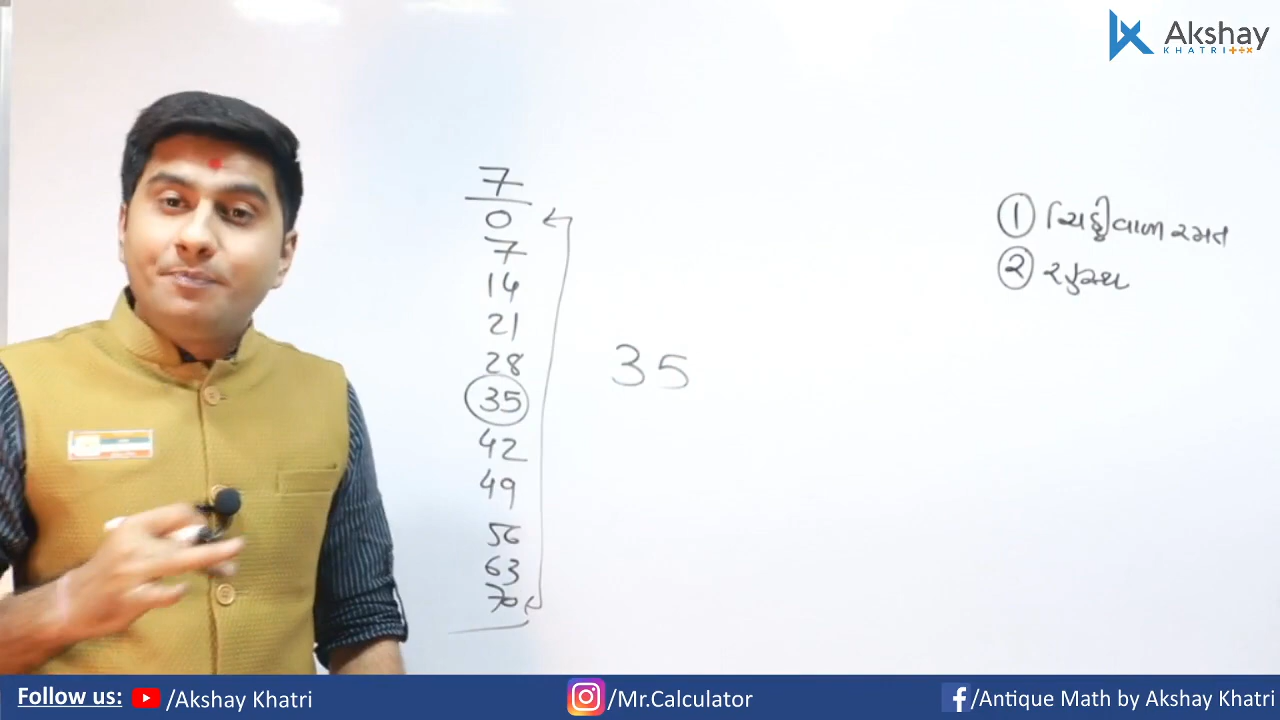 Akshay
KHATRI+÷×
7
0
7
14
21
28
35
42
49
56
63
70
35
① ચિઠ્ઠીવાળ રમત
②
Follow us: /Akshay Khatri
/Mr.Calculator
/Antique Math by Akshay Khatri